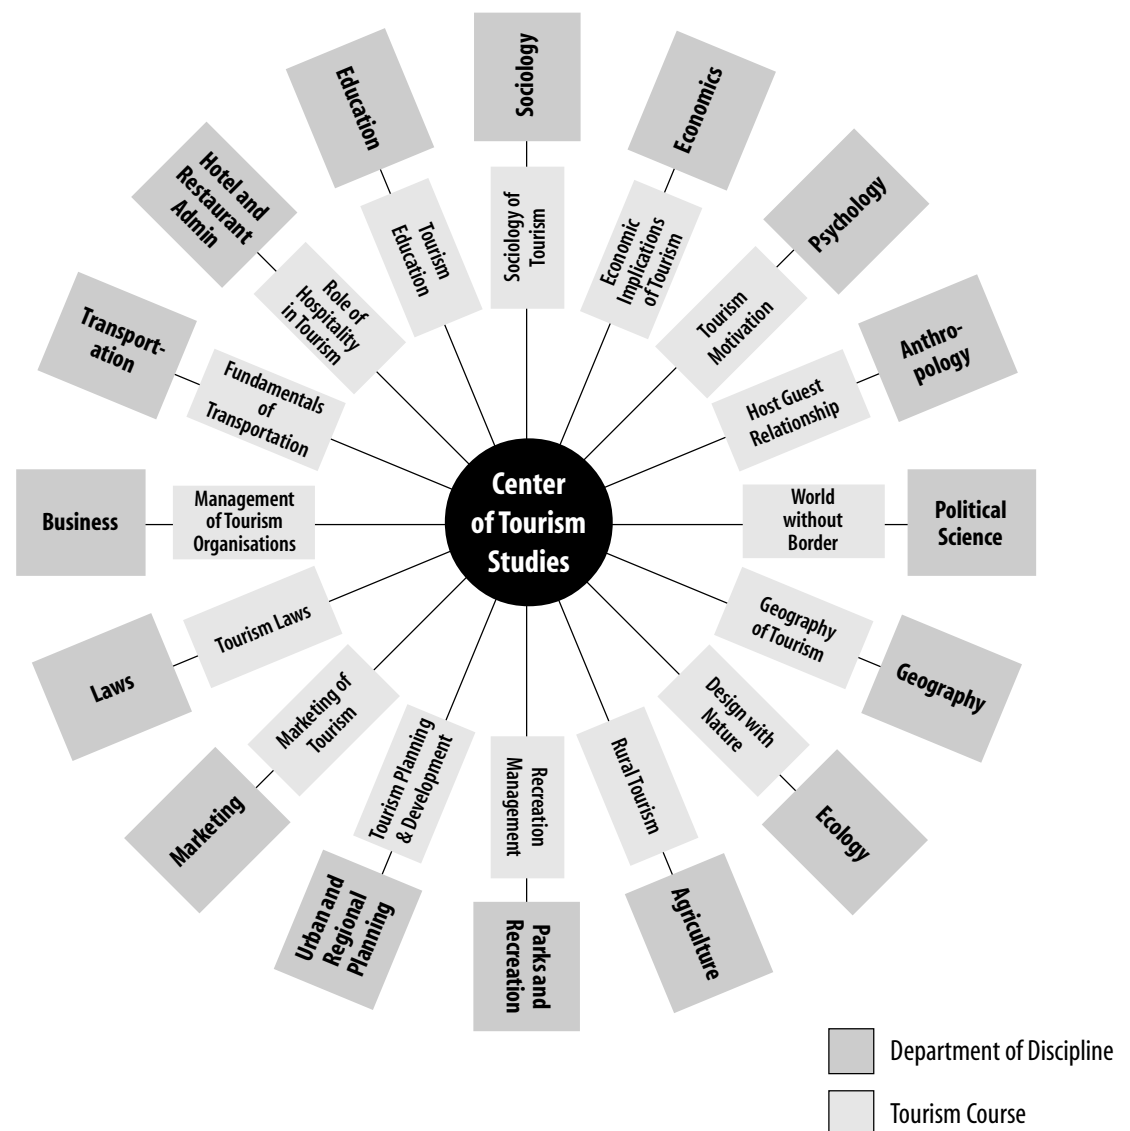 Sociology
Sociology of
Tourism
Economics
Economic
Implications
of Tourism
Psychology
Tourism
Motivation
Anthro-
pology
Host Guest
Relationship
Political
Science
World
without
Border
Geography
Geography
of Tourism
Ecology
Design with
Nature
Agriculture
Rural Tourism
Parks and
Recreation
Recreation
Management
Urban and
Regional
Planning
Tourism Planning
& Development
Marketing
Marketing of
Tourism
Laws
Tourism Laws
Business
Management
of Tourism
Organisations
Transport-
ation
Fundamentals
of
Transportation
Hotel and
Restaurant
Admin
Role of
Hospitality
in Tourism
Education
Tourism
Education
Center
of Tourism
Studies
Department of Discipline
Tourism Course